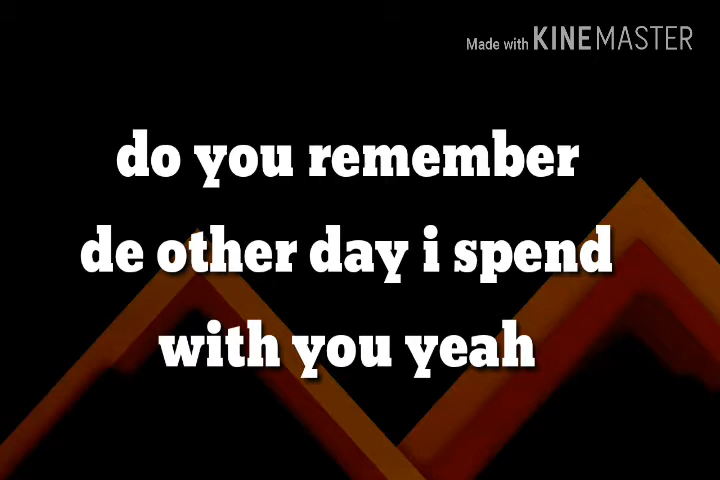 Made with KINEMASTER
do you remember
de other day i spend
with you yeah